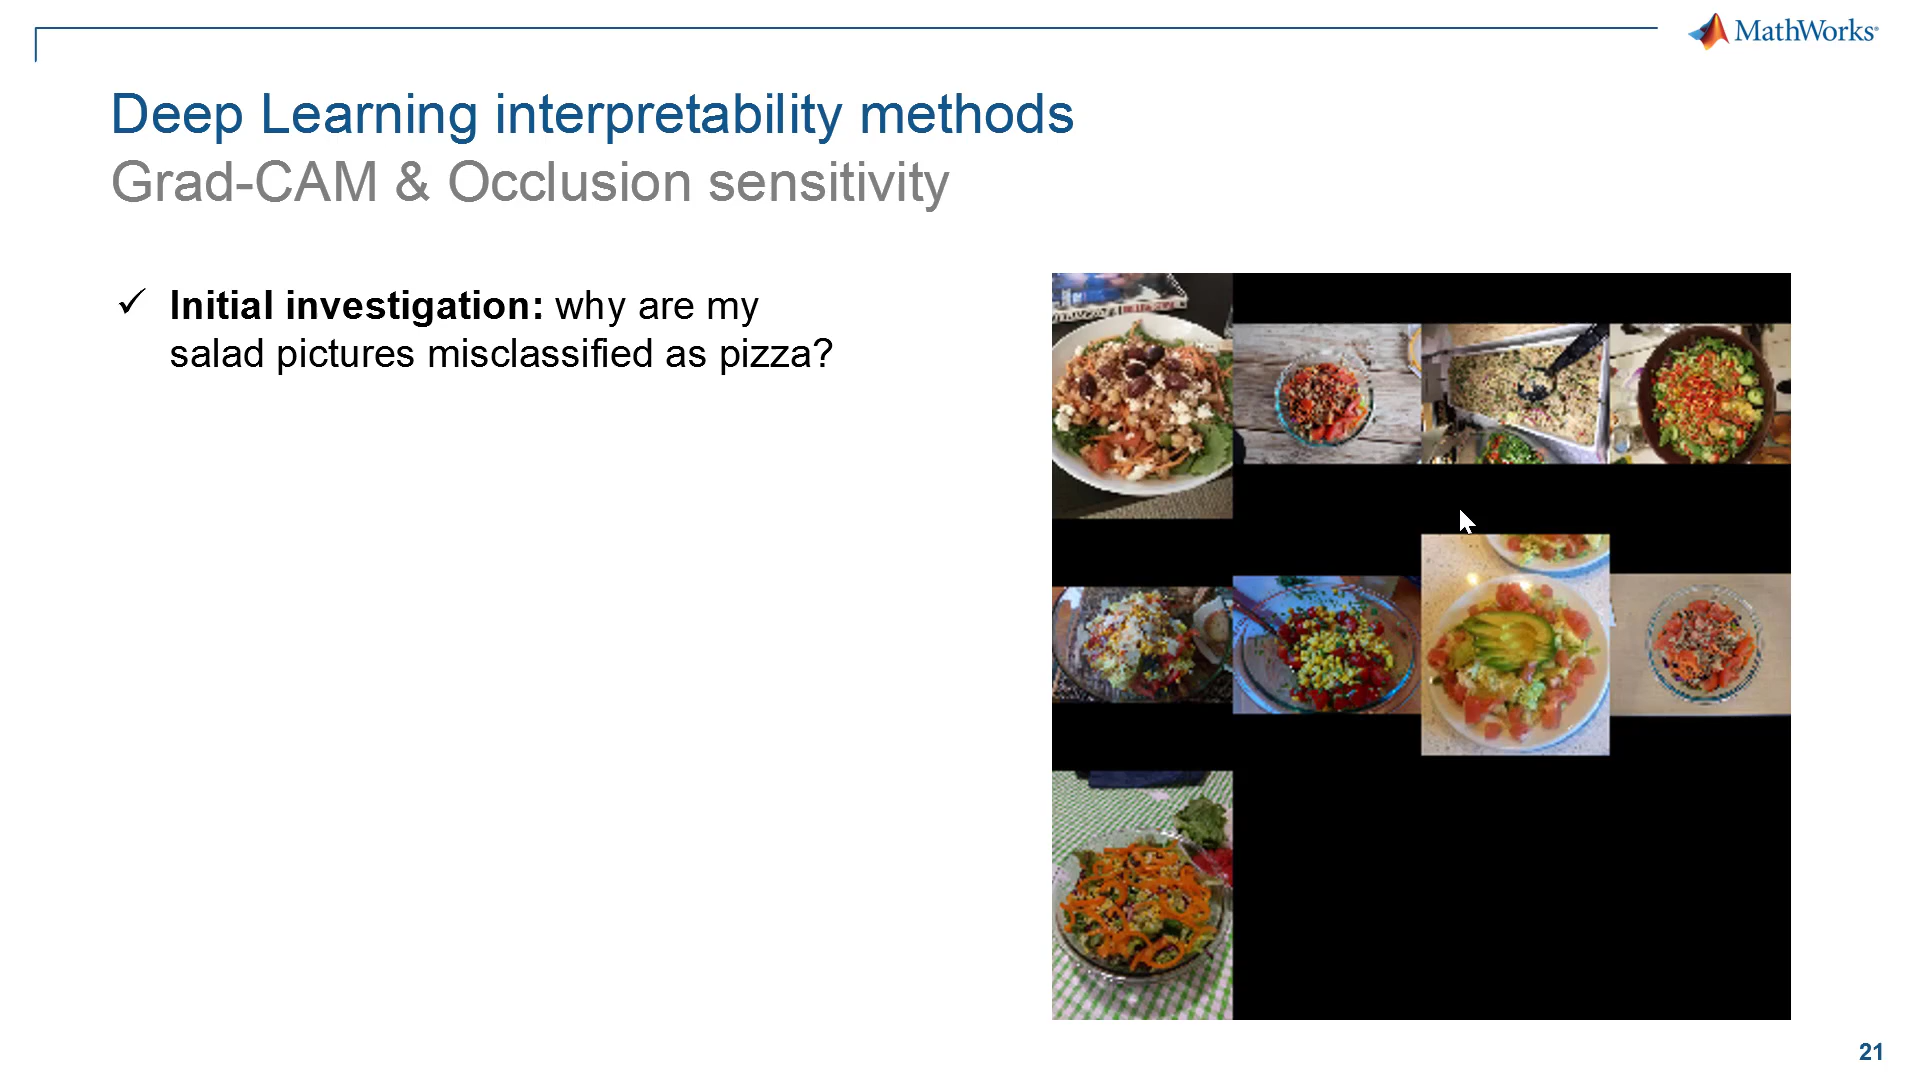 MathWorks®
Deep Learning interpretability methods
Grad-CAM & Occlusion sensitivity
✓ Initial investigation: why are my
salad pictures misclassified as pizza?
21